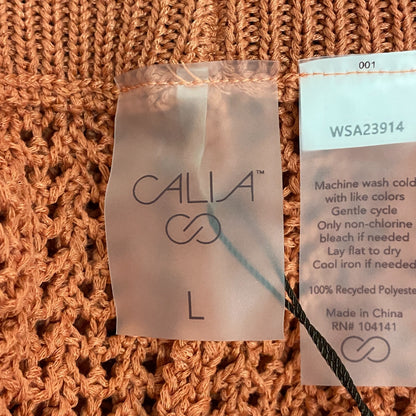 CALIA™
L
001
WSA23914
Machine wash cold
with like colors
Gentle cycle
Only non-chlorine
bleach if needed
Lay flat to dry
Cool iron if needed
100% Recycled Polyester
Made in China
RN# 104141